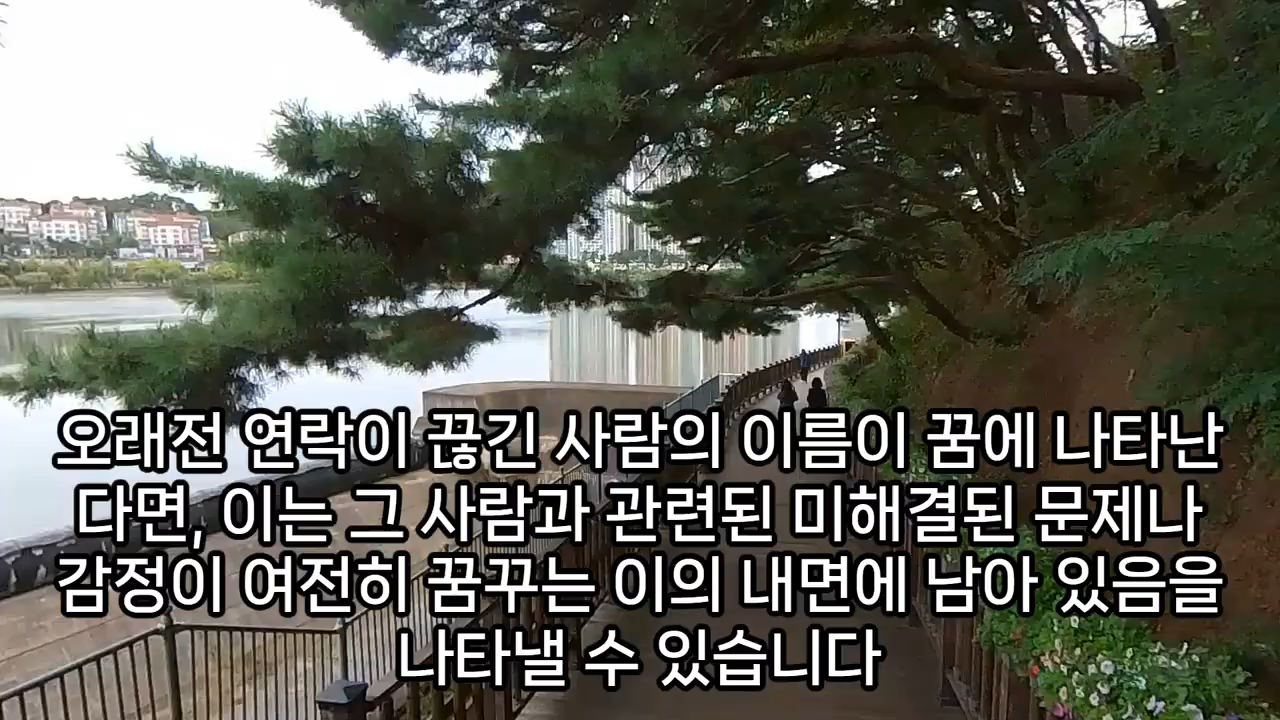 오래전 연락이 끊긴 사람의 이름이 꿈에 나타난
다면, 이는 그 사람과 관련된 미해결된 문제나
감정이 여전히 꿈꾸는 이의 내면에 남아 있음을
나타낼 수 있습니다